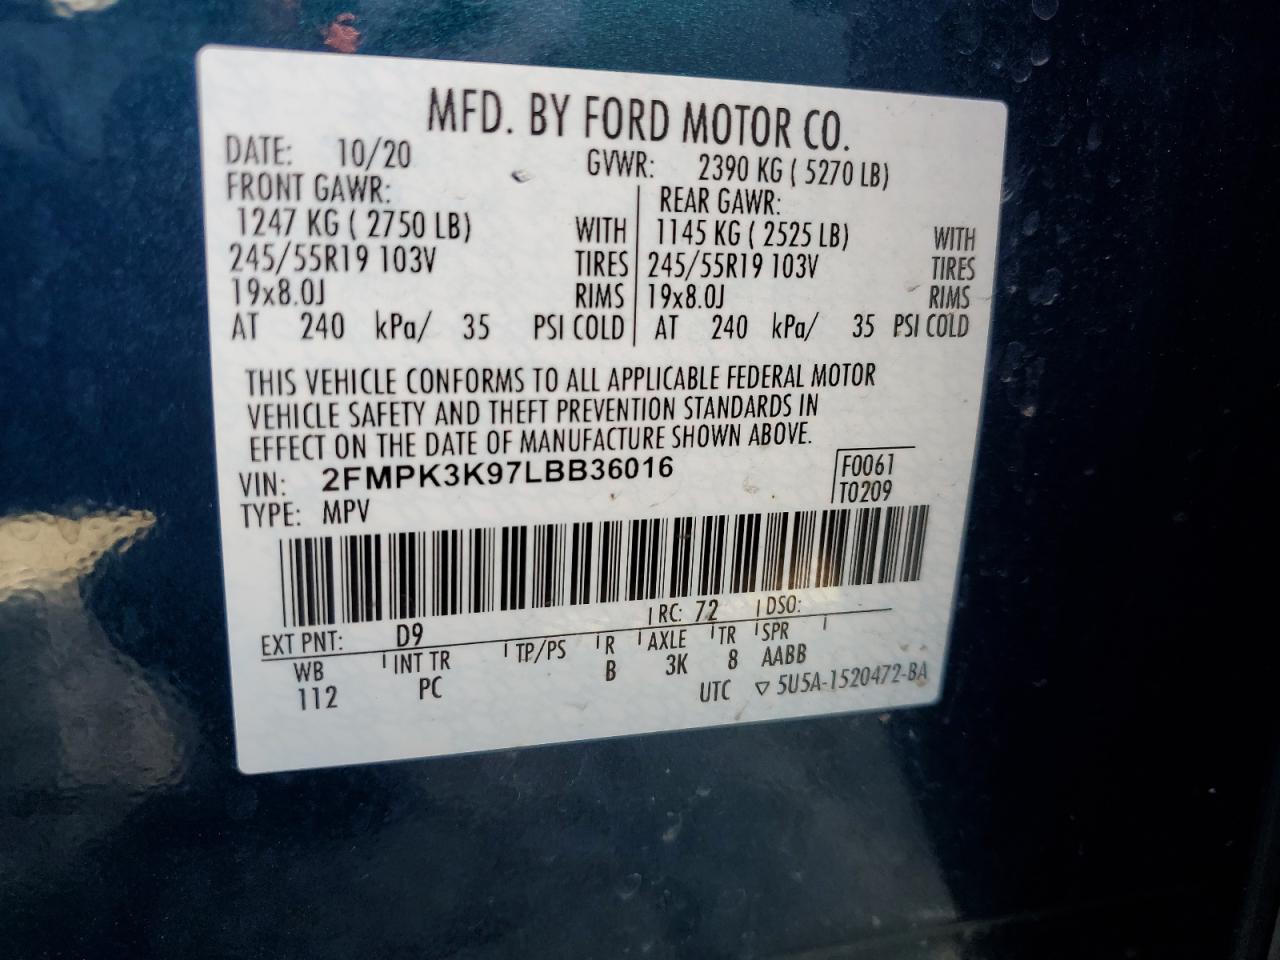 MFD. BY FORD MOTOR CO.
DATE: 10/20 GVWR: 2390 KG ( 5270 LB)
FRONT GAWR: REAR GAWR:
1247 KG ( 2750 LB) WITH 1145 KG ( 2525 LB) WITH
245/55R19 103V TIRES 245/55R19 103V TIRES
19x8.0J RIMS 19x8.0J RIMS
AT 240 kPa/ 35 PSI COLD AT 240 kPa/ 35 PSI COLD
THIS VEHICLE CONFORMS TO ALL APPLICABLE FEDERAL MOTOR
VEHICLE SAFETY AND THEFT PREVENTION STANDARDS IN
EFFECT ON THE DATE OF MANUFACTURE SHOWN ABOVE.
VIN: 2FMPK3K97LBB36016 F0061
TYPE: MPV T0209
EXT PNT: D9 RC: 72 DSO:
WB INT TR TP/PS R AXLE TR SPR
112 PC B 3K 8 AABB
UTC ▽ 5U5A-1520472-BA